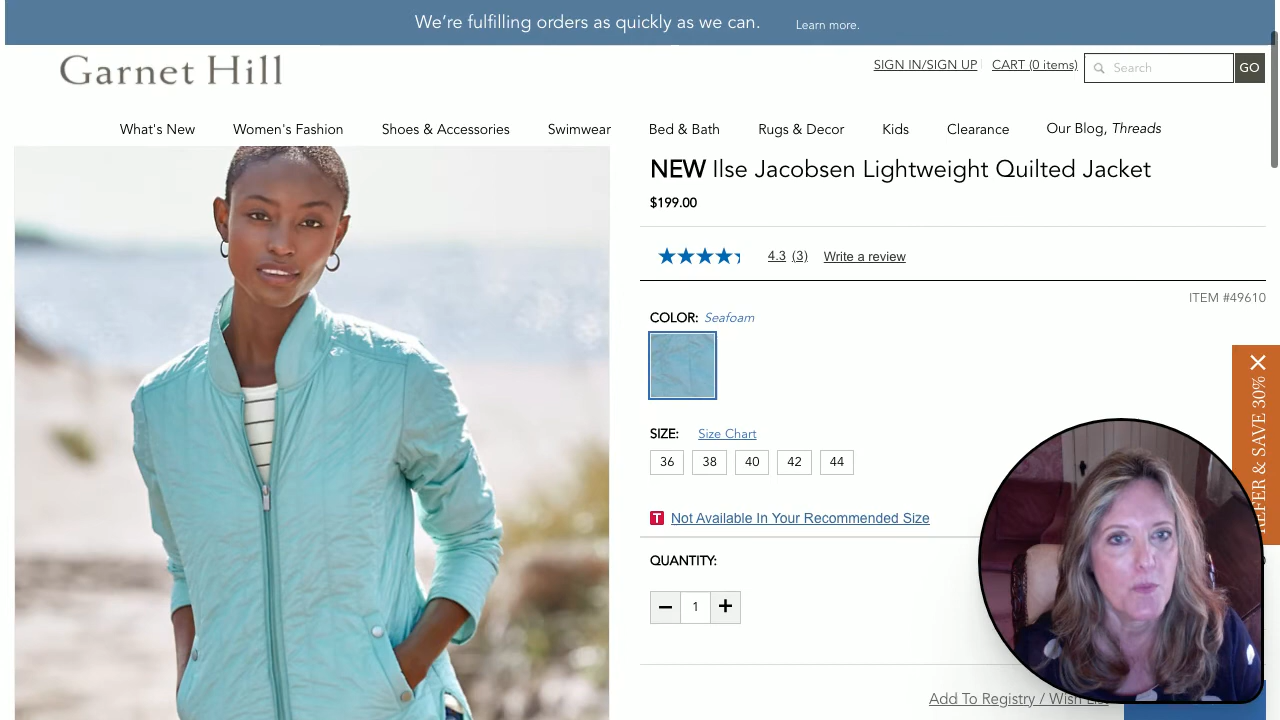 We’re fulfilling orders as quickly as we can. Learn more.
Garnet Hill
SIGN IN/SIGN UP CART (0 items) Search GO
What's New Women's Fashion Shoes & Accessories Swimwear Bed & Bath Rugs & Decor Kids Clearance Our Blog, Threads
NEW Ilse Jacobsen Lightweight Quilted Jacket
$199.00
4.3 (3) Write a review
ITEM #49610
COLOR: Seafoam
SIZE: Size Chart
36 38 40 42 44
T Not Available In Your Recommended Size
QUANTITY:
− 1 +
Add To Registry / Wish List
REFER & SAVE 30%